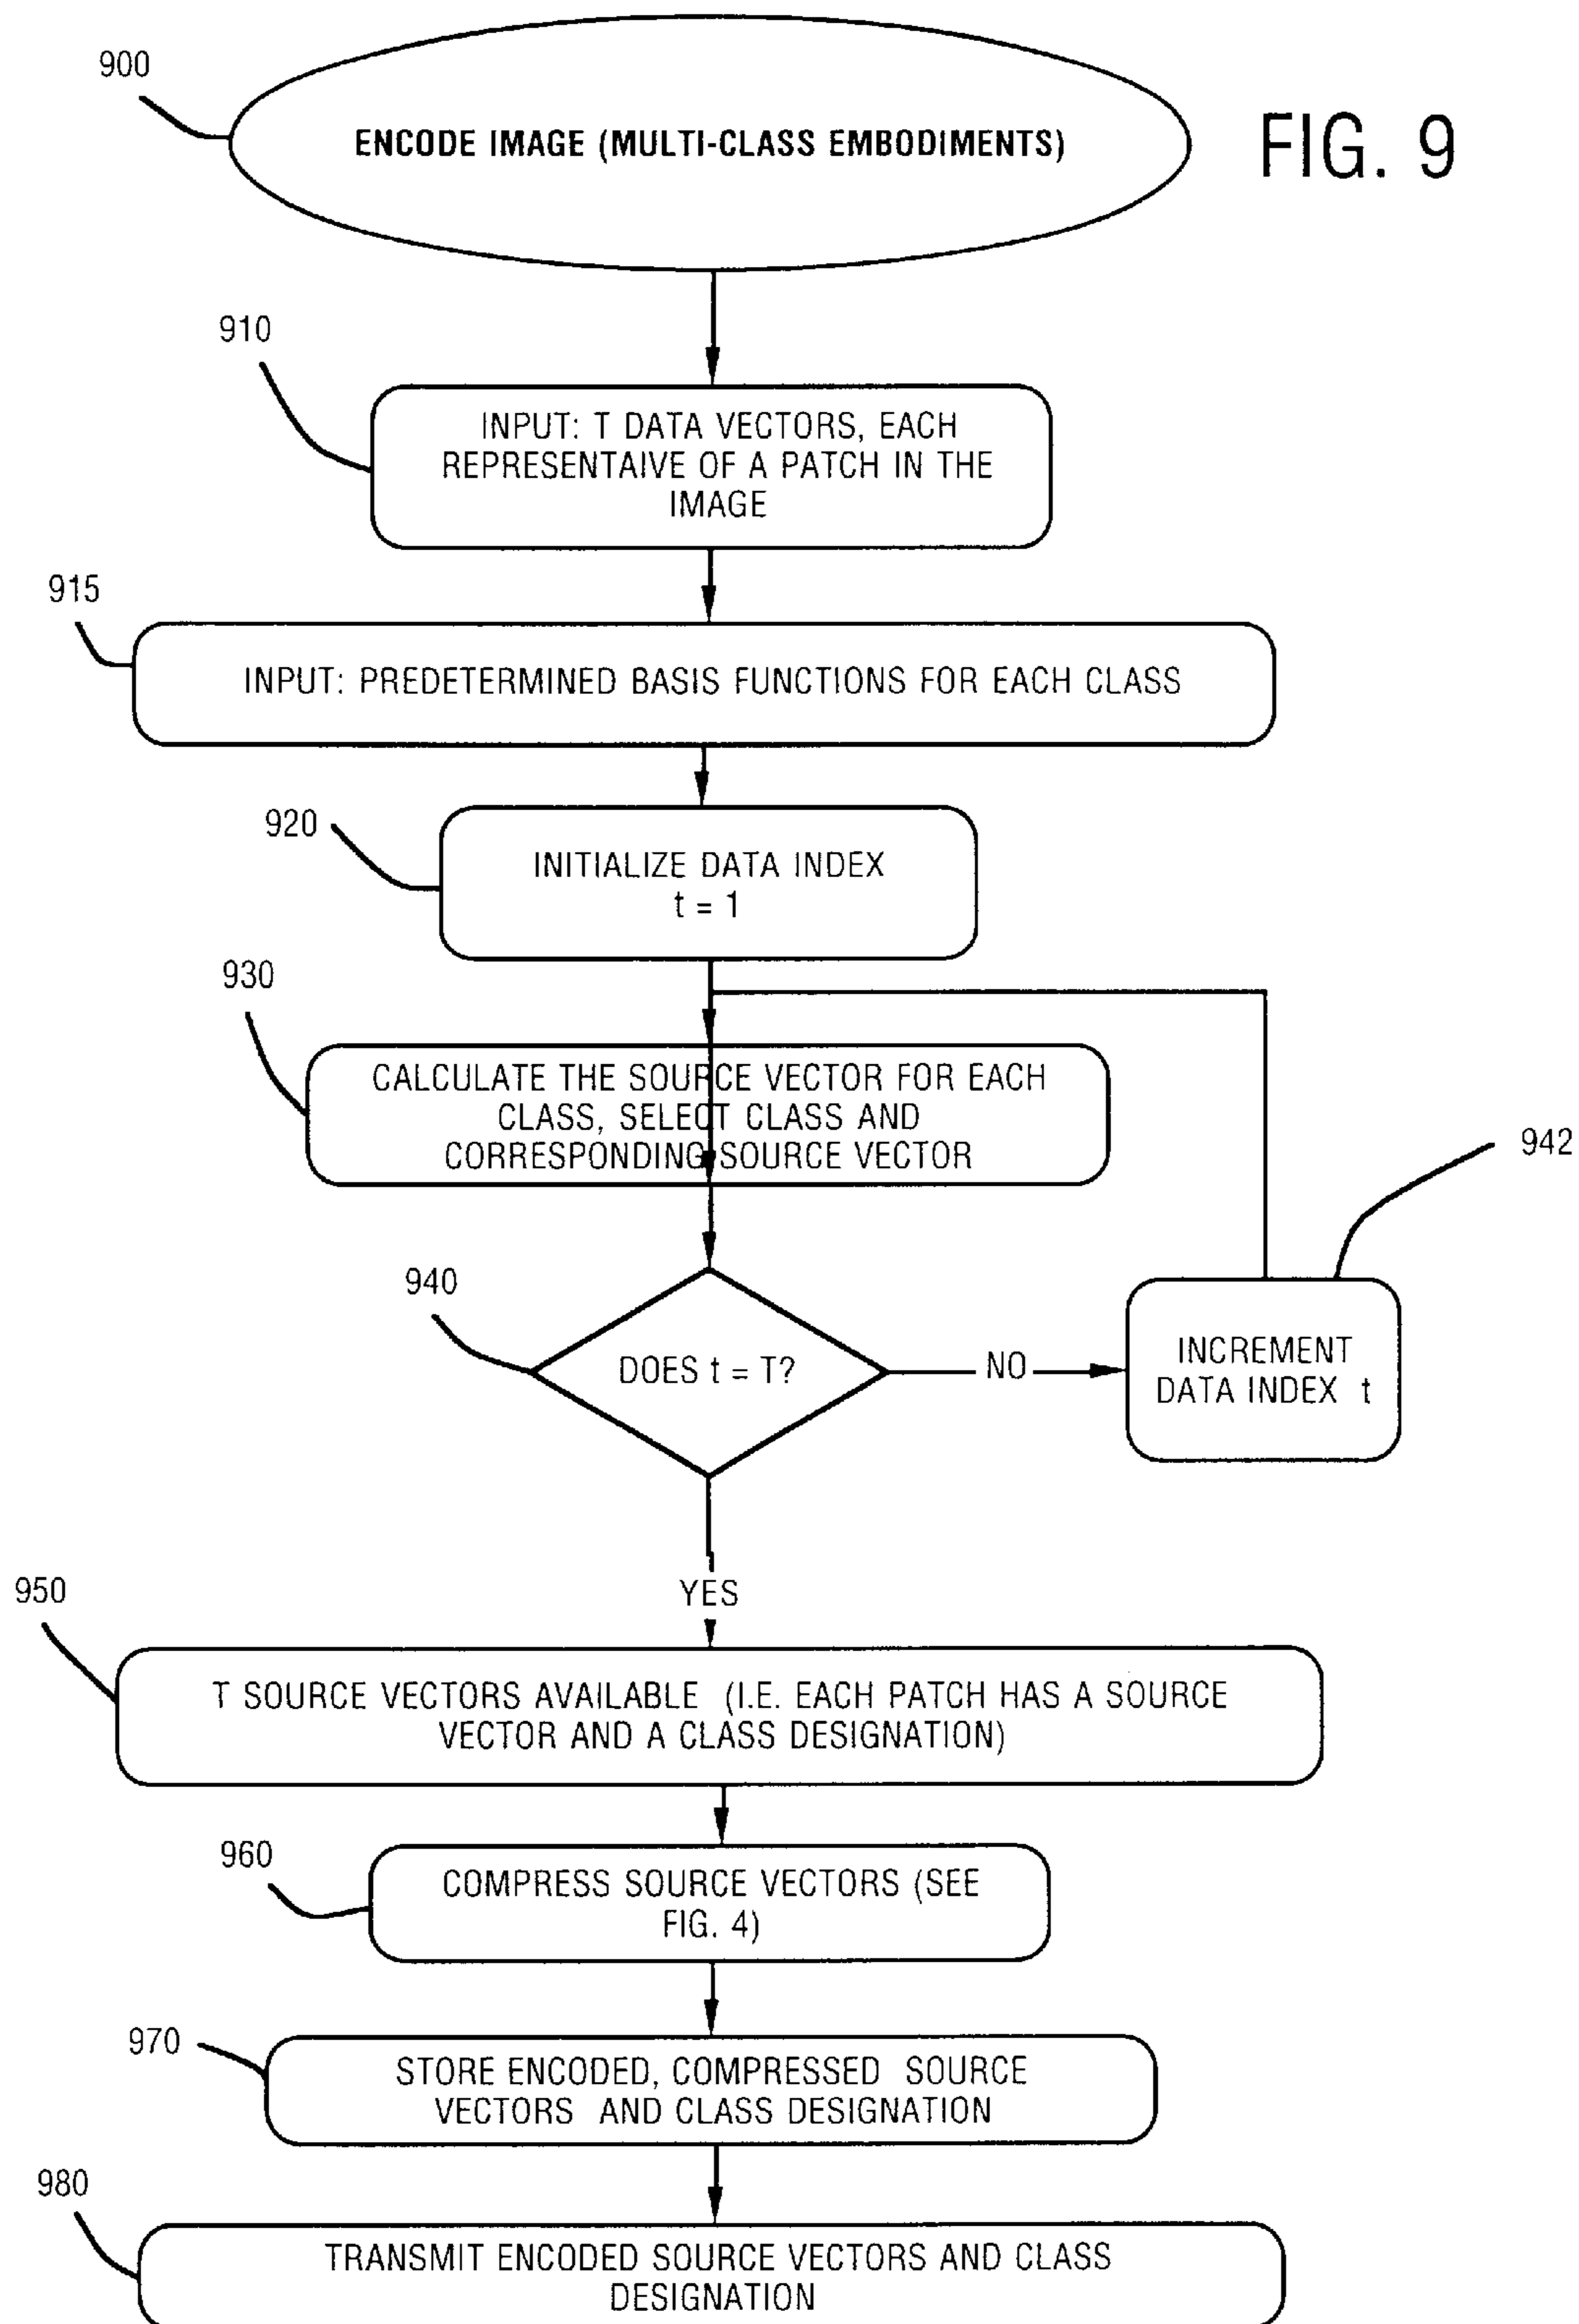 900
ENCODE IMAGE (MULTI-CLASS EMBODIMENTS)
FIG. 9
910
INPUT: T DATA VECTORS, EACH
REPRESENTAIVE OF A PATCH IN THE
IMAGE
915
INPUT: PREDETERMINED BASIS FUNCTIONS FOR EACH CLASS
920
INITIALIZE DATA INDEX
t = 1
930
CALCULATE THE SOURCE VECTOR FOR EACH
CLASS, SELECT CLASS AND
CORRESPONDING SOURCE VECTOR
942
940
DOES t = T?
NO
INCREMENT
DATA INDEX t
YES
950
T SOURCE VECTORS AVAILABLE (I.E. EACH PATCH HAS A SOURCE
VECTOR AND A CLASS DESIGNATION)
960
COMPRESS SOURCE VECTORS (SEE
FIG. 4)
970
STORE ENCODED, COMPRESSED SOURCE
VECTORS AND CLASS DESIGNATION
980
TRANSMIT ENCODED SOURCE VECTORS AND CLASS
DESIGNATION